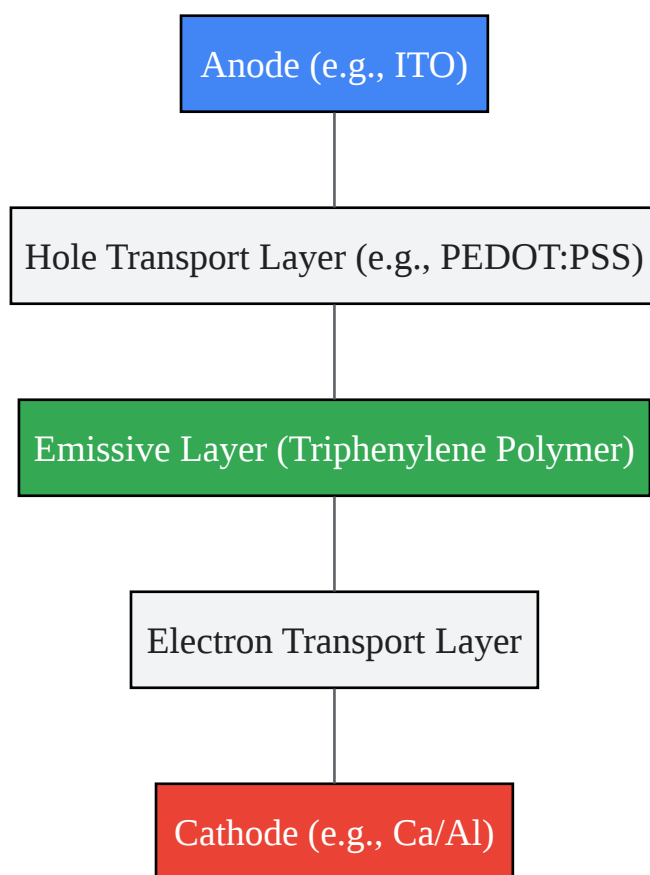 Anode (e.g., ITO)
Hole Transport Layer (e.g., PEDOT:PSS)
Emissive Layer (Triphenylene Polymer)
Electron Transport Layer
Cathode (e.g., Ca/Al)